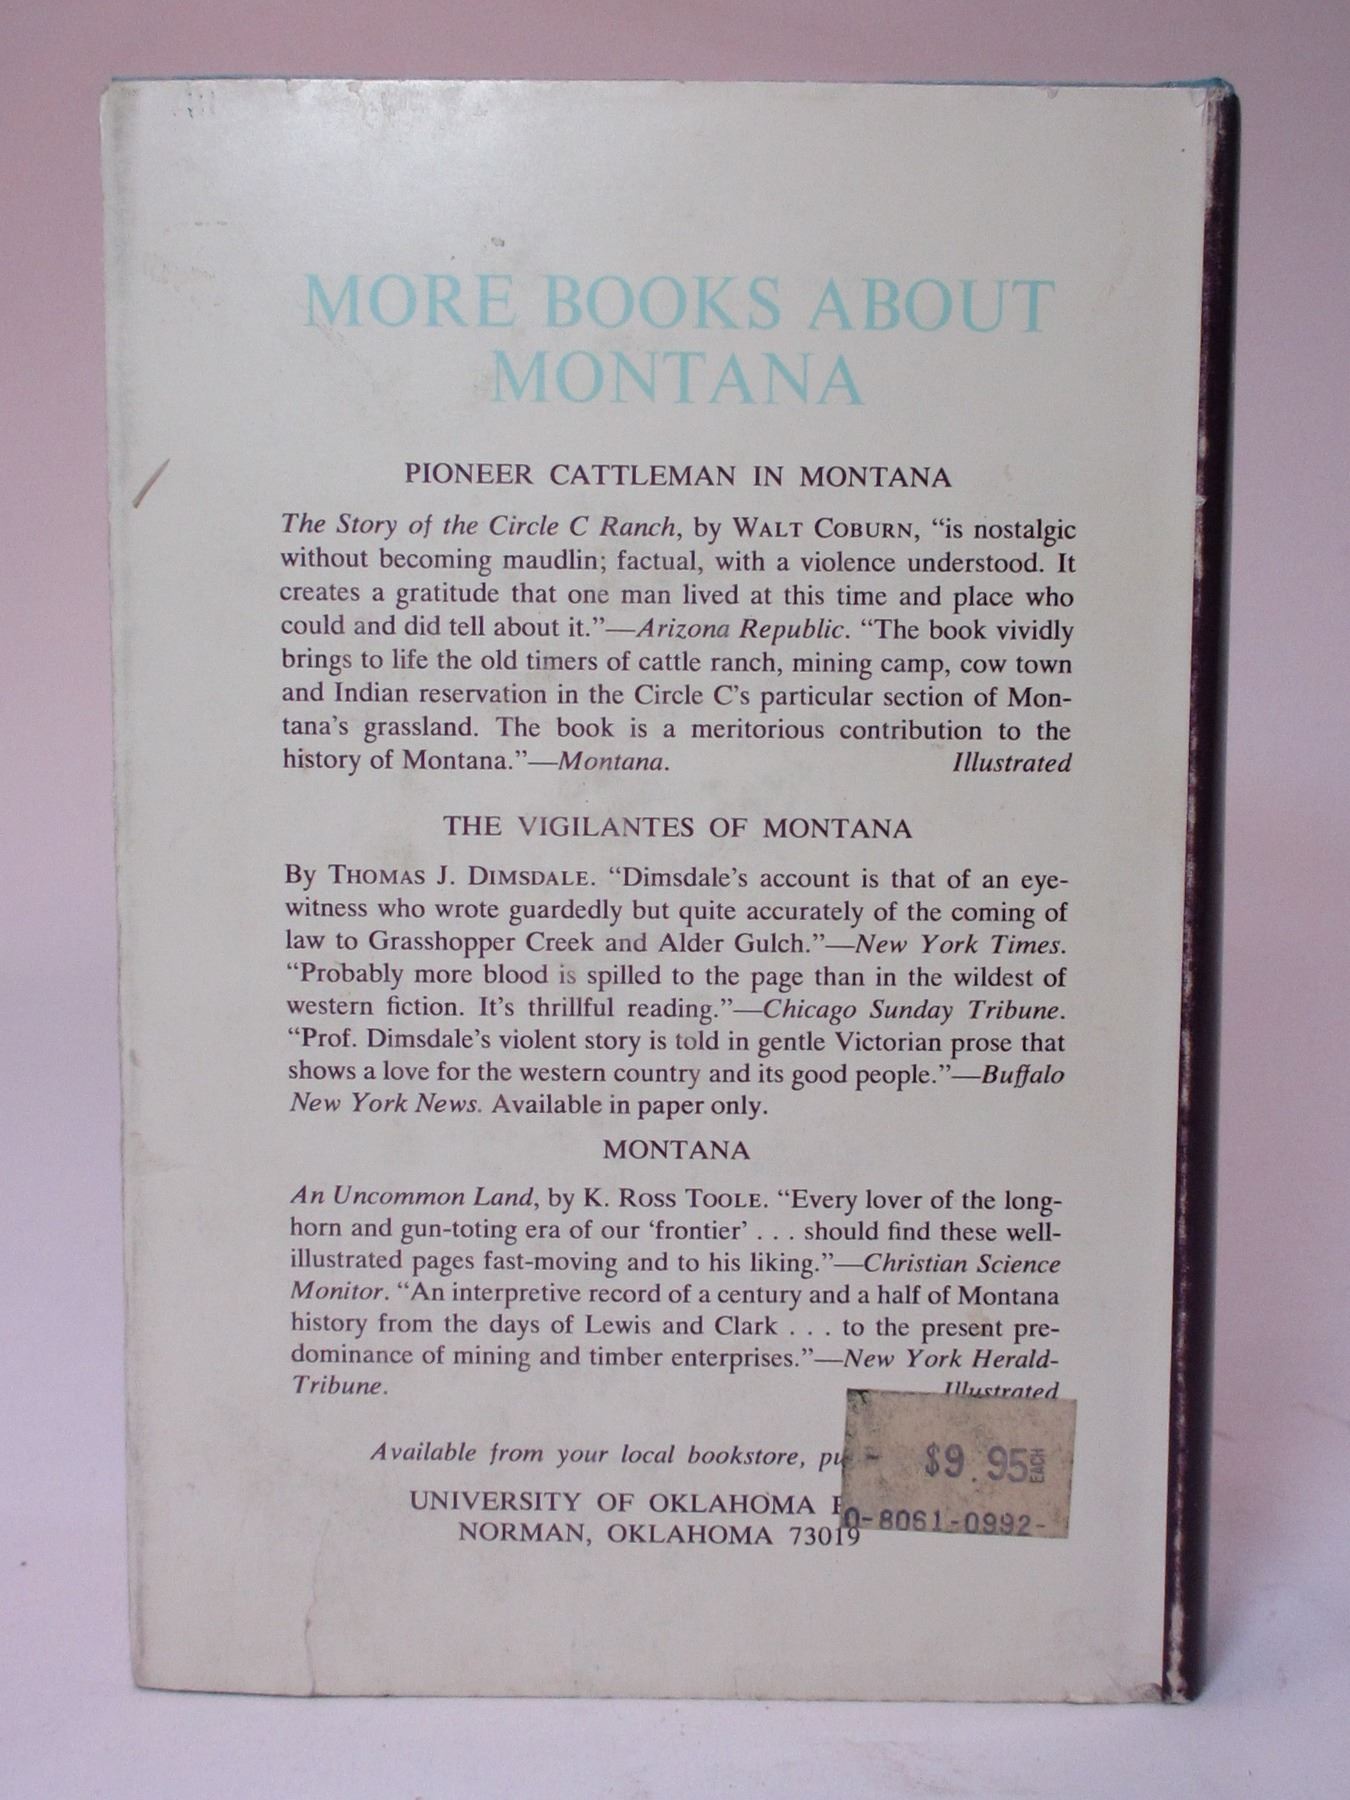 MORE BOOKS ABOUT
MONTANA
PIONEER CATTLEMAN IN MONTANA
The Story of the Circle C Ranch, by WALT COBURN, “is nostalgic
without becoming maudlin; factual, with a violence understood. It
creates a gratitude that one man lived at this time and place who
could and did tell about it.”—Arizona Republic. “The book vividly
brings to life the old timers of cattle ranch, mining camp, cow town
and Indian reservation in the Circle C’s particular section of Mon-
tana’s grassland. The book is a meritorious contribution to the
history of Montana.”—Montana. Illustrated
THE VIGILANTES OF MONTANA
By THOMAS J. DIMSDALE. “Dimsdale’s account is that of an eye-
witness who wrote guardedly but quite accurately of the coming of
law to Grasshopper Creek and Alder Gulch.”—New York Times.
“Probably more blood is spilled to the page than in the wildest of
western fiction. It’s thrillful reading.”—Chicago Sunday Tribune.
“Prof. Dimsdale’s violent story is told in gentle Victorian prose that
shows a love for the western country and its good people.”—Buffalo
New York News. Available in paper only.
MONTANA
An Uncommon Land, by K. ROSS TOOLE. “Every lover of the long-
horn and gun-toting era of our ‘frontier’ . . . should find these well-
illustrated pages fast-moving and to his liking.”—Christian Science
Monitor. “An interpretive record of a century and a half of Montana
history from the days of Lewis and Clark . . . to the present pre-
dominance of mining and timber enterprises.”—New York Herald-
Tribune. Illustrated
Available from your local bookstore,
$9.95 EACH
UNIVERSITY OF OKLAHOMA
0-8061-0992-
NORMAN, OKLAHOMA 73019